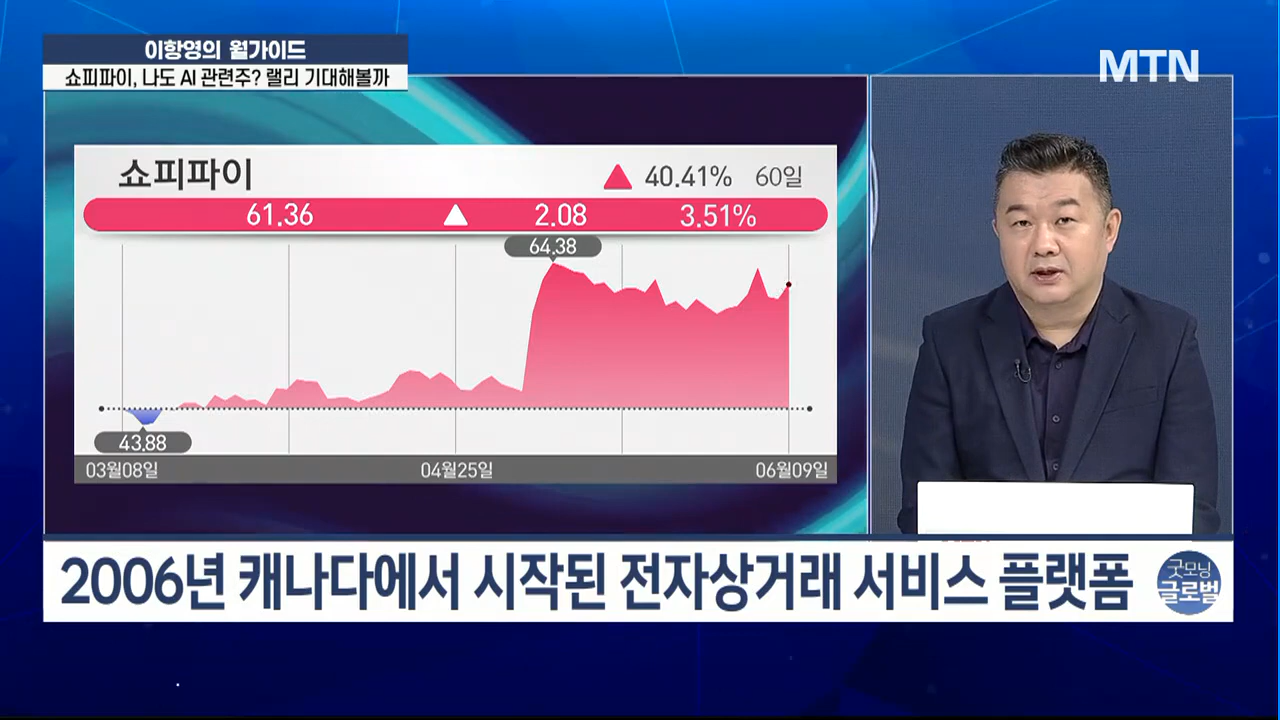 이항영의 월가이드
쇼피파이, 나도 AI 관련주? 랠리 기대해볼까
MTN
쇼피파이
▲ 40.41% 60일
61.36 ▲ 2.08 3.51%
64.38
43.88
03월08일 04월25일 06월09일
2006년 캐나다에서 시작된 전자상거래 서비스 플랫폼
굿모닝
글로벌